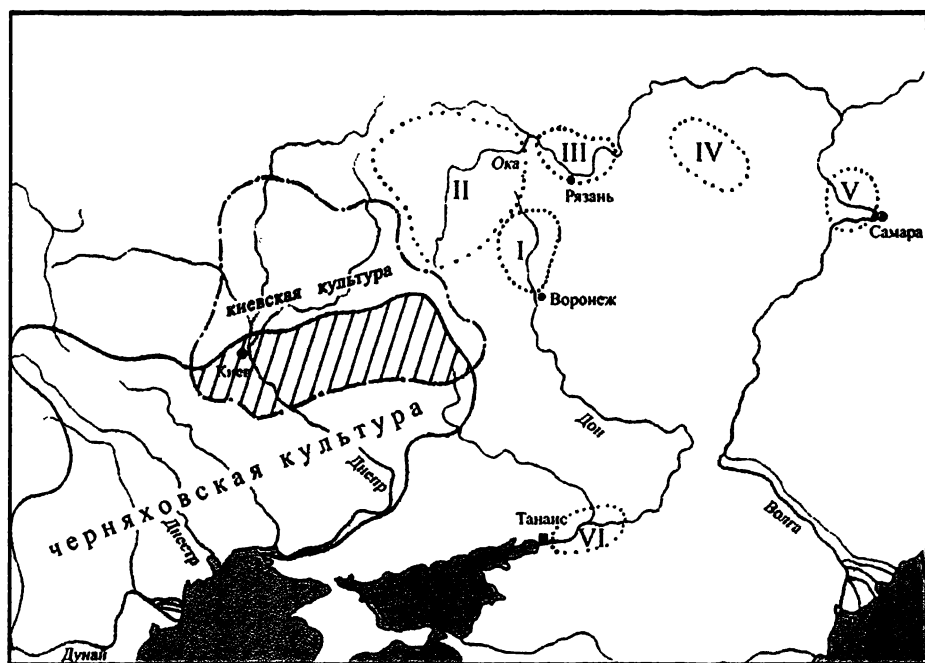 Ока
II
III
IV
V
Рязань
Самара
I
Воронеж
киевская культура
Киев
черняховская культура
Днепр
Днестр
Дон
Танаис
VI
Волга
Дунай